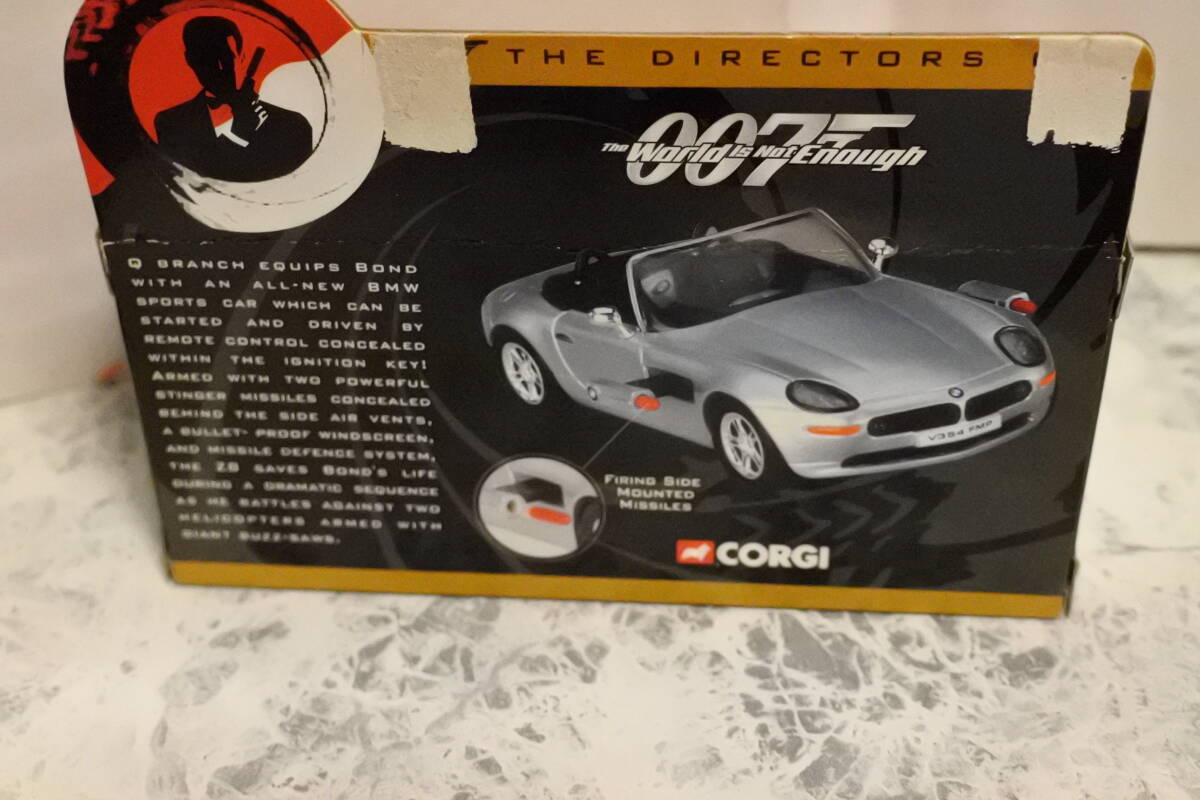 THE DIRECTORS
007
The World Is Not Enough
Q BRANCH EQUIPS BOND
WITH AN ALL-NEW BMW
SPORTS CAR WHICH CAN BE
STARTED AND DRIVEN BY
REMOTE CONTROL CONCEALED
WITHIN THE IGNITION KEY!
ARMED WITH TWO POWERFUL
STINGER MISSILES CONCEALED
BEHIND THE SIDE AIR VENTS,
A BULLET- PROOF WINDSCREEN,
AND MISSILE DEFENCE SYSTEM,
THE Z8 SAVES BOND'S LIFE
DURING A DRAMATIC SEQUENCE
AS HE BATTLES AGAINST TWO
HELICOPTERS ARMED WITH
GIANT BUZZ-SAWS.
V354 FMP
FIRING SIDE
MOUNTED
MISSILES
CORGI